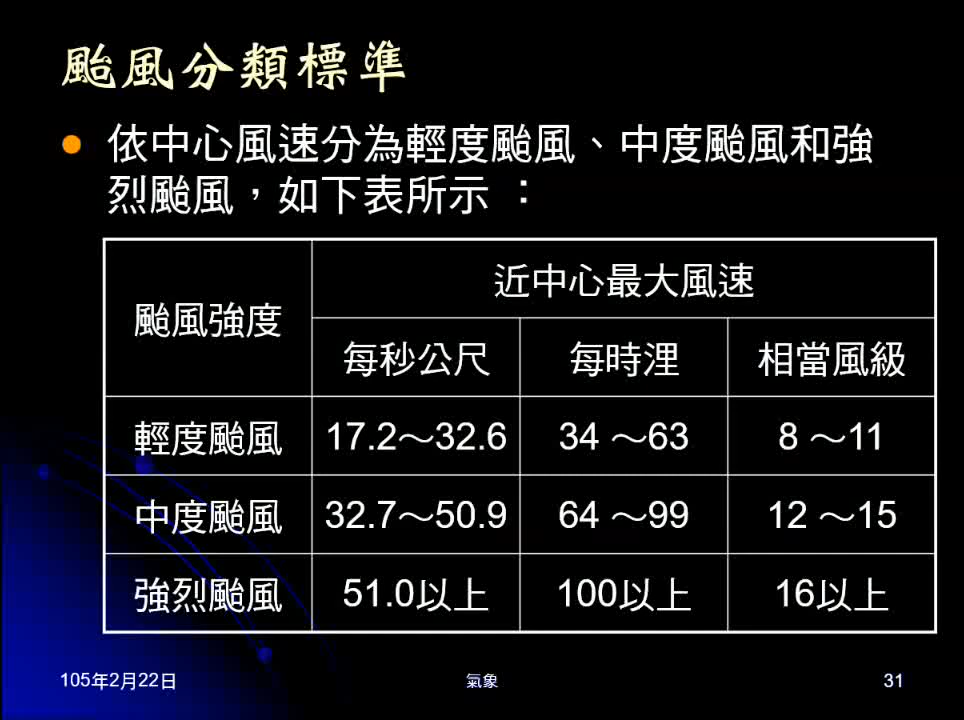 颱風分類標準
依中心風速分為輕度颱風、中度颱風和強
烈颱風，如下表所示 ：
颱風強度
近中心最大風速
每秒公尺 每時浬 相當風級
輕度颱風 17.2～32.6 34 ～63 8 ～11
中度颱風 32.7～50.9 64 ～99 12 ～15
強烈颱風 51.0以上 100以上 16以上
105年2月22日 氣象 31